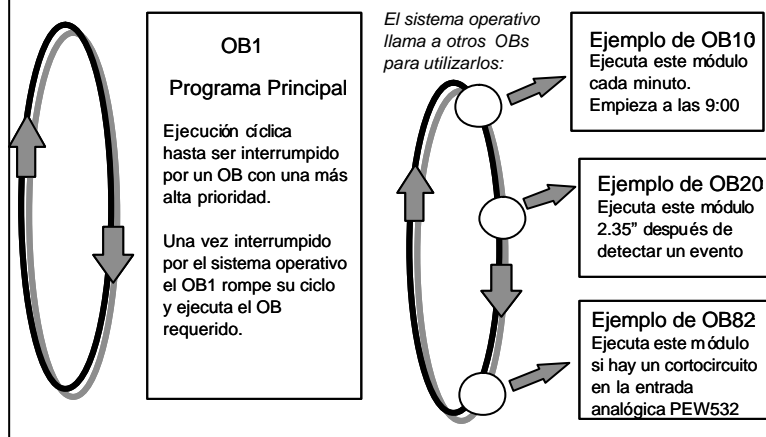 OB1
Programa Principal
Ejecución cíclica
hasta ser interrumpido
por un OB con una más
alta prioridad.
Una vez interrumpido
por el sistema operativo
el OB1 rompe su ciclo
y ejecuta el OB
requerido.
El sistema operativo
llama a otros OBs
para utilizarlos:
Ejemplo de OB10
Ejecuta este módulo
cada minuto.
Empieza a las 9:00
Ejemplo de OB20
Ejecuta este módulo
2.35” después de
detectar un evento
Ejemplo de OB82
Ejecuta este módulo
si hay un cortocircuito
en la entrada
analógica PEW532